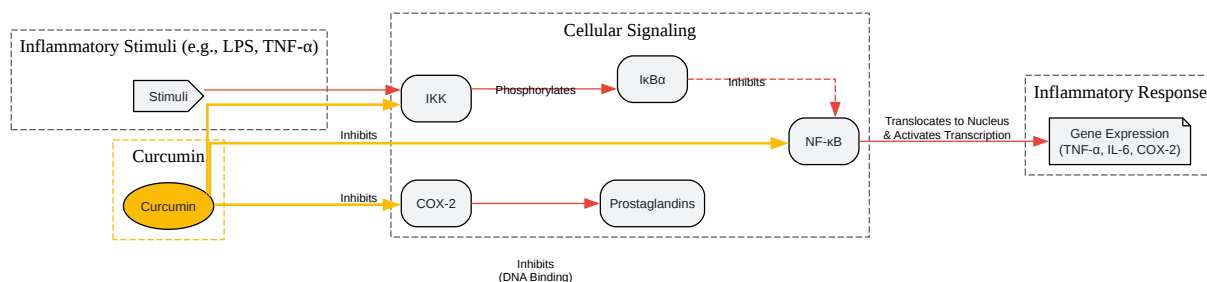 Cellular Signaling
Inflammatory Stimuli (e.g., LPS, TNF-α)
Stimuli
IKK
Phosphorylates
IκBα
Inhibits
Inflammatory Response
Translocates to Nucleus
& Activates Transcription
Gene Expression
(TNF-α, IL-6, COX-2)
NF-κB
Inhibits
Curcumin
Curcumin
Inhibits
COX-2
Prostaglandins
Inhibits
(DNA Binding)